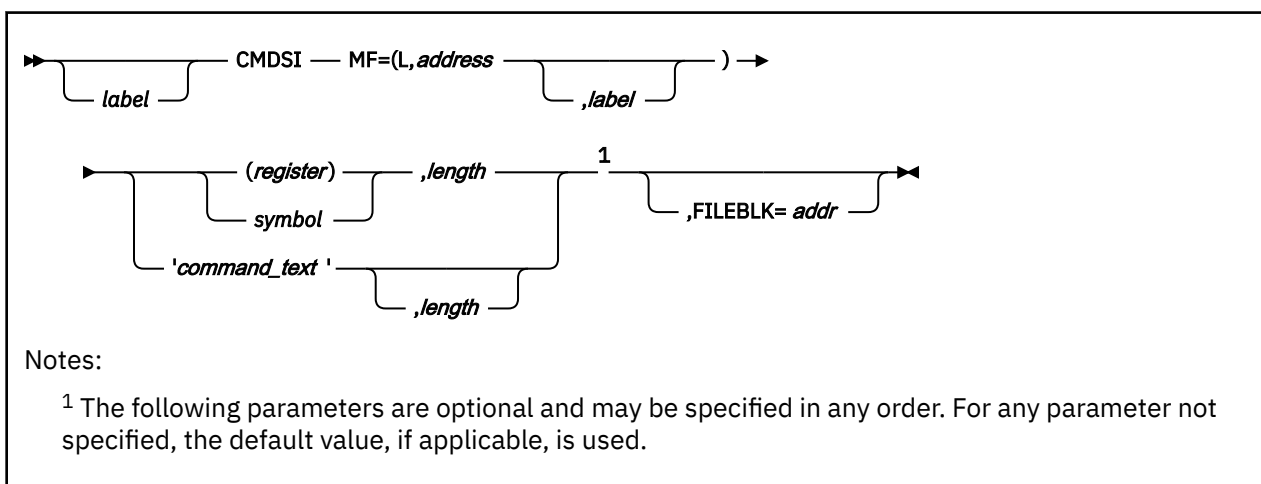 CMDSI MF=(L,address )
label ,label
1
(register) ,length
symbol ,FILEBLK= addr
'command_text '
,length
Notes:
1 The following parameters are optional and may be specified in any order. For any parameter not
specified, the default value, if applicable, is used.